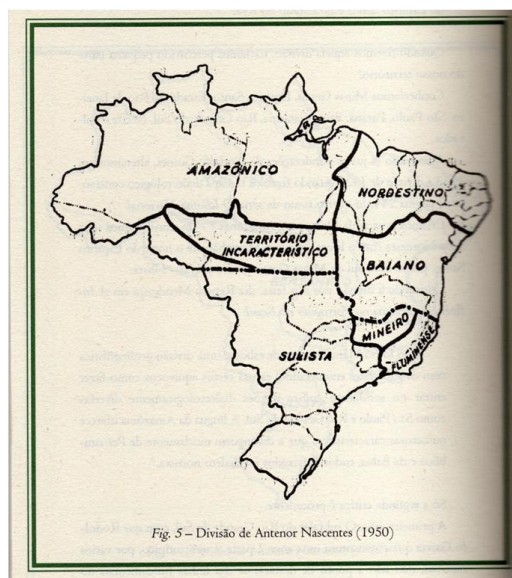 AMAZÔNICO
NORDESTINO
TERRITÓRIO
INCARACTERÍSTICO
BAIANO
MINEIRO
FLUMINENSE
SULISTA
Fig. 5 – Divisão de Antenor Nascentes (1950)